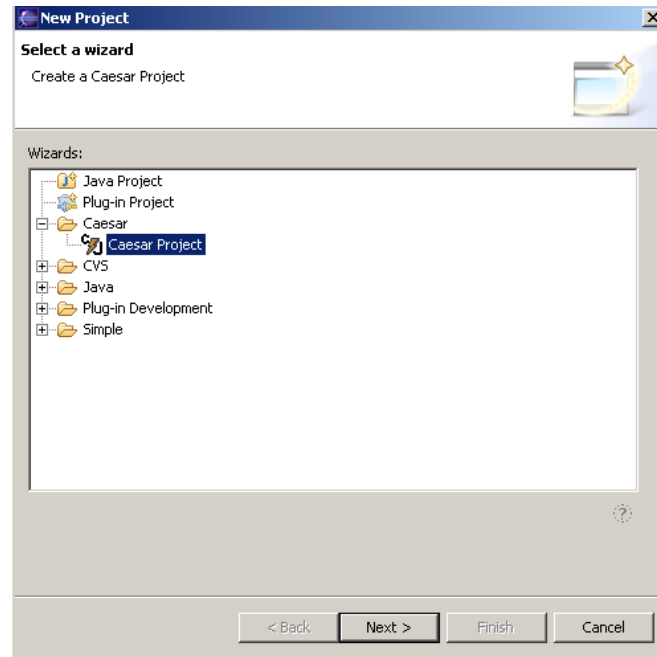 New Project
Select a wizard
Create a Caesar Project
Wizards:
Java Project
Plug-in Project
Caesar
Caesar Project
CVS
Java
Plug-in Development
Simple
< Back Next > Finish Cancel